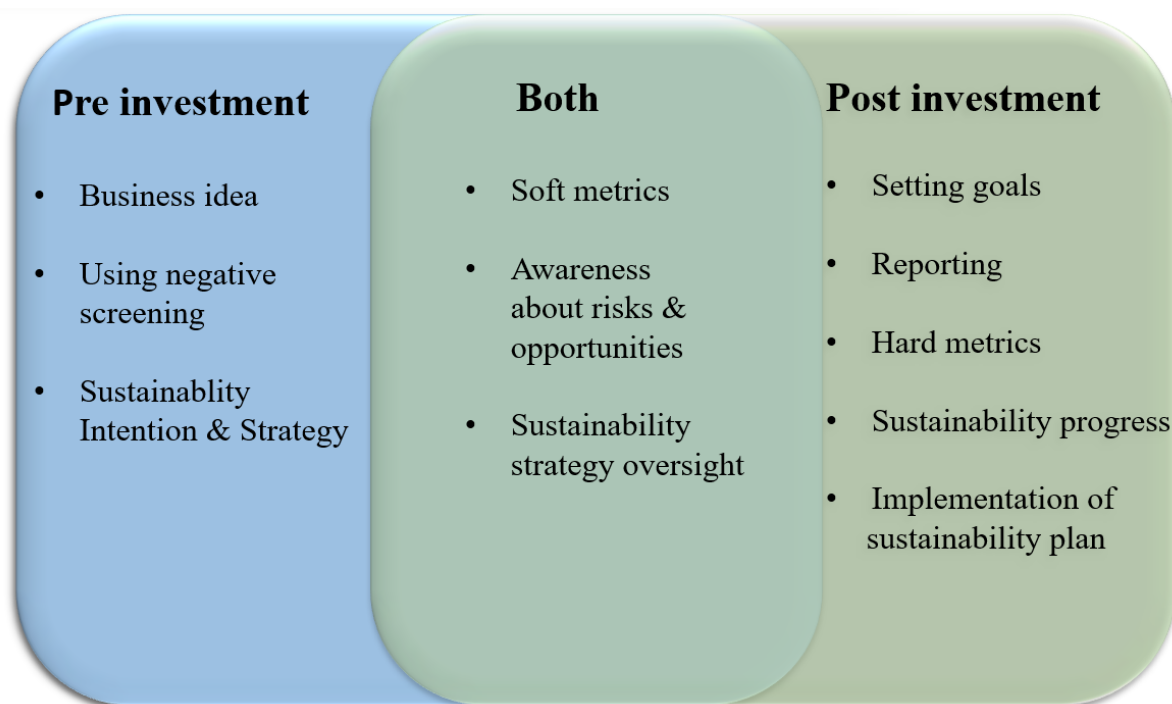 Pre investment
• Business idea
• Using negative
screening
• Sustainablity
Intention & Strategy
Both
• Soft metrics
• Awareness
about risks &
opportunities
• Sustainability
strategy oversight
Post investment
• Setting goals
• Reporting
• Hard metrics
• Sustainability progress
• Implementation of
sustainability plan